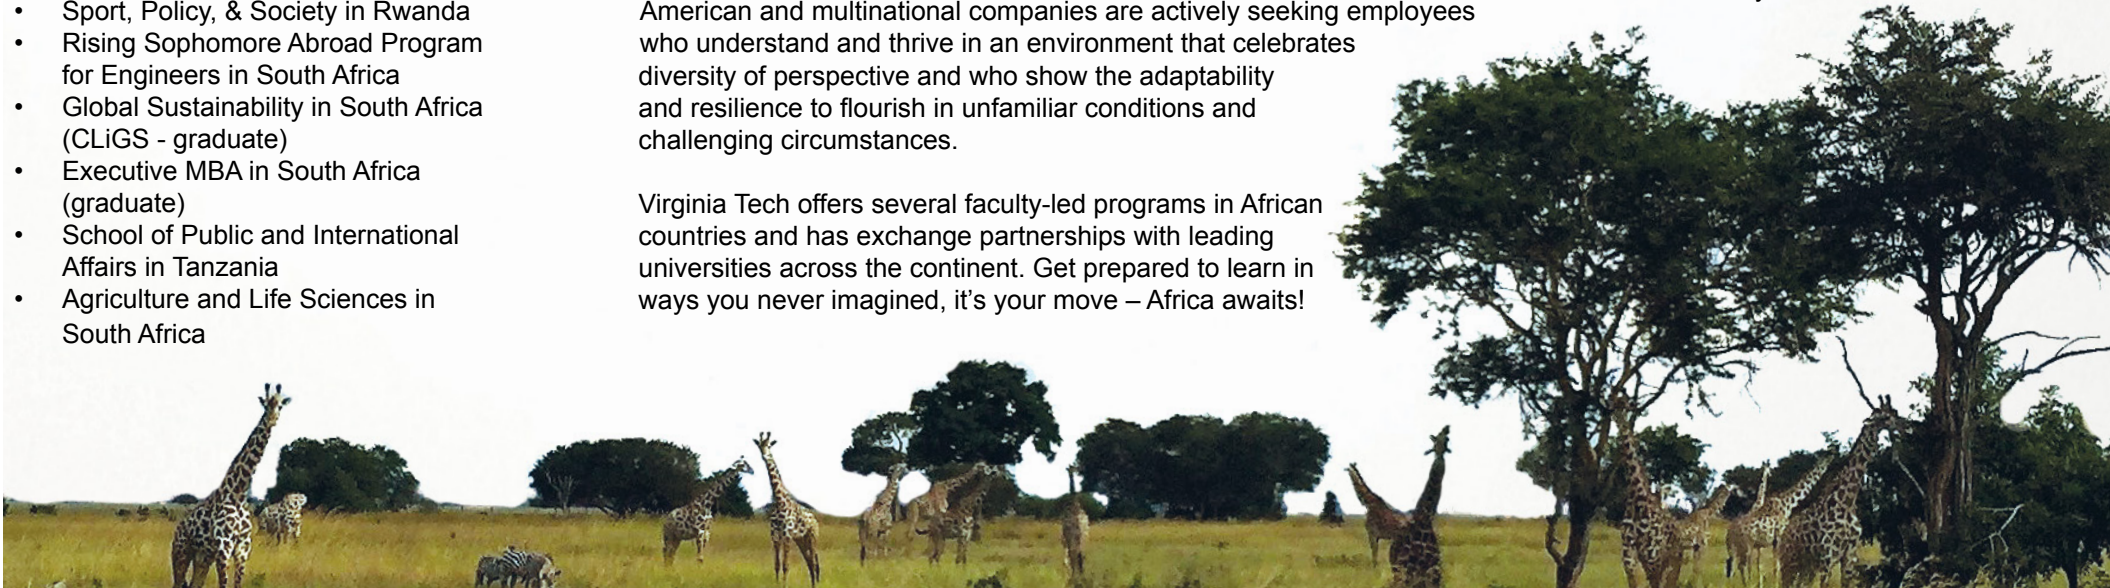 • Sport, Policy, & Society in Rwanda
• Rising Sophomore Abroad Program
for Engineers in South Africa
• Global Sustainability in South Africa
(CLiGS - graduate)
• Executive MBA in South Africa
(graduate)
• School of Public and International
Affairs in Tanzania
• Agriculture and Life Sciences in
South Africa
American and multinational companies are actively seeking employees
who understand and thrive in an environment that celebrates
diversity of perspective and who show the adaptability
and resilience to flourish in unfamiliar conditions and
challenging circumstances.
Virginia Tech offers several faculty-led programs in African
countries and has exchange partnerships with leading
universities across the continent. Get prepared to learn in
ways you never imagined, it’s your move – Africa awaits!